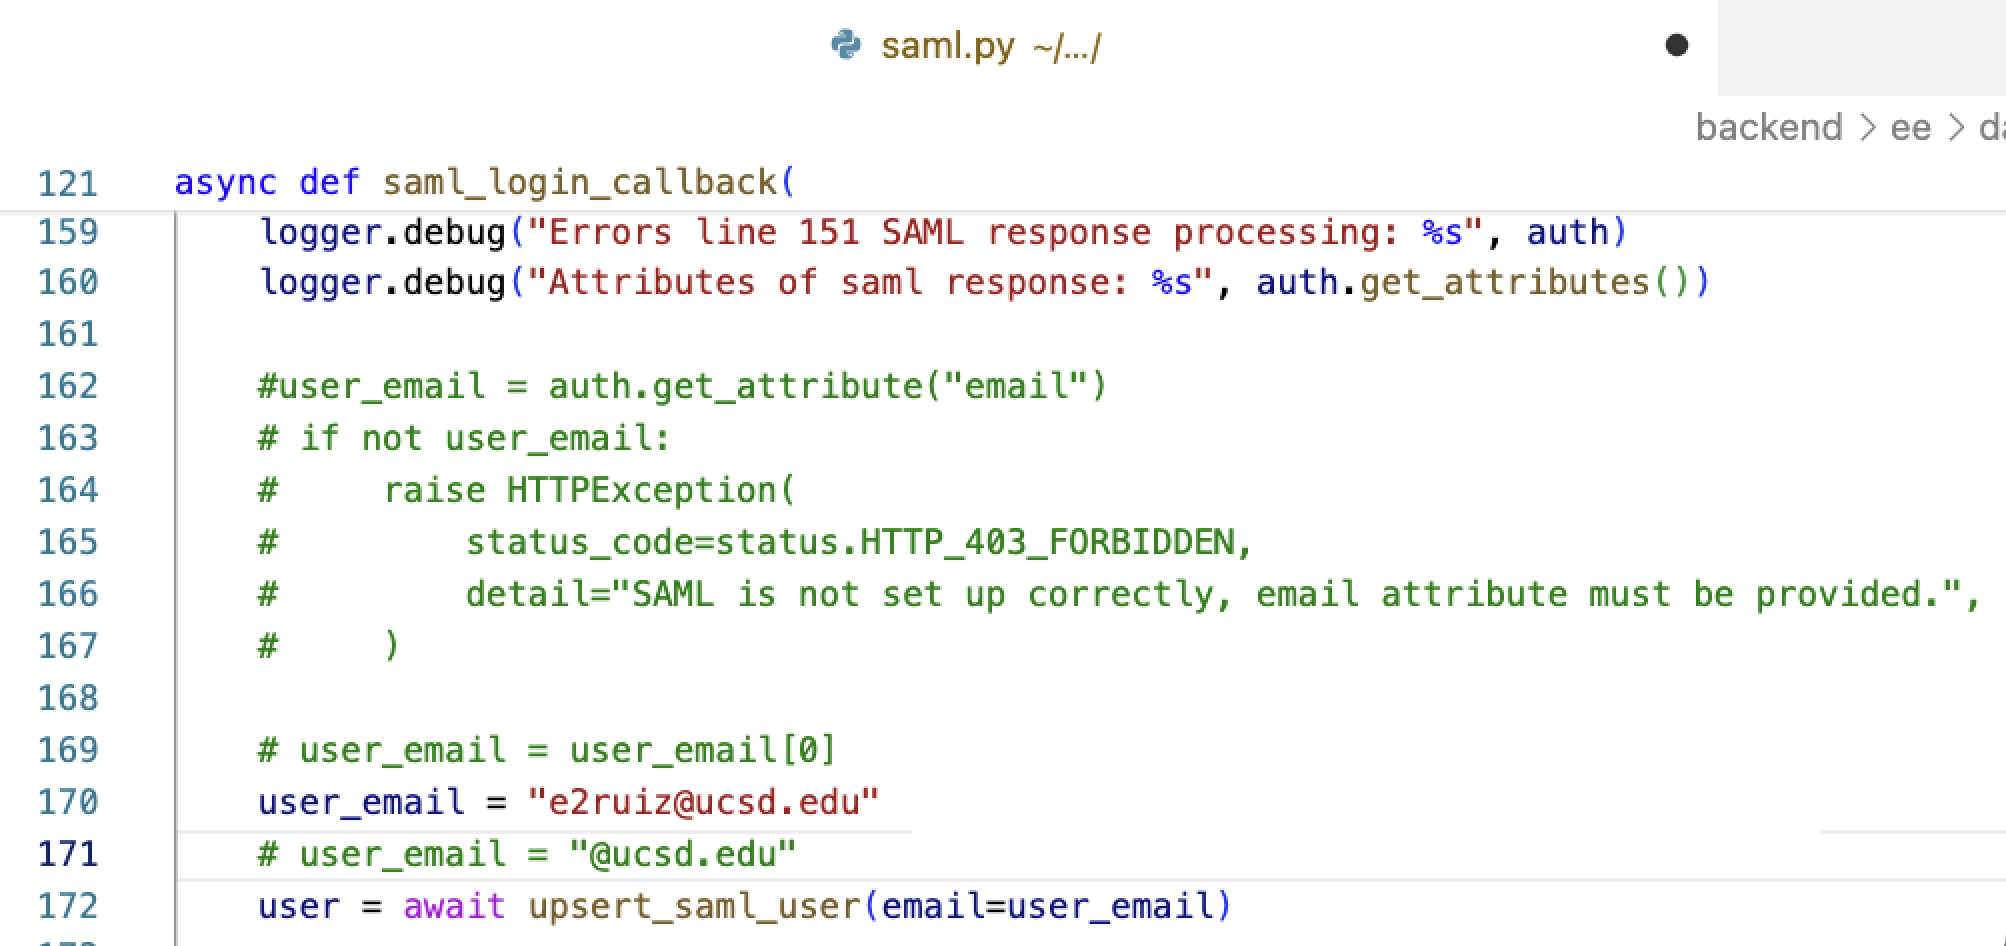 saml.py ~/.../
backend > ee >
121 async def saml_login_callback(
159 logger.debug("Errors line 151 SAML response processing: %s", auth)
160 logger.debug("Attributes of saml response: %s", auth.get_attributes())
161
162 #user_email = auth.get_attribute("email")
163 # if not user_email:
164 #     raise HTTPException(
165 #         status_code=status.HTTP_403_FORBIDDEN,
166 #         detail="SAML is not set up correctly, email attribute must be provided.",
167 #     )
168
169 # user_email = user_email[0]
170 user_email = "e2ruiz@ucsd.edu"
171 # user_email = "@ucsd.edu"
172 user = await upsert_saml_user(email=user_email)